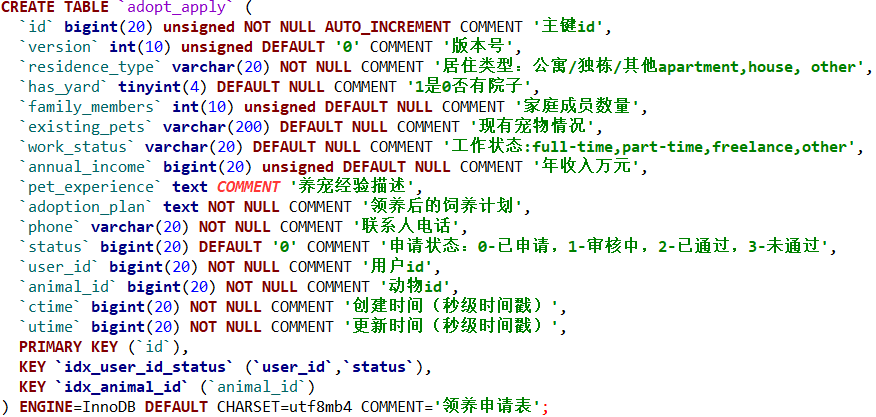 CREATE TABLE `adopt_apply` (
  `id` bigint(20) unsigned NOT NULL AUTO_INCREMENT COMMENT '主键id',
  `version` int(10) unsigned DEFAULT '0' COMMENT '版本号',
  `residence_type` varchar(20) NOT NULL COMMENT '居住类型：公寓/独栋/其他apartment,house, other',
  `has_yard` tinyint(4) DEFAULT NULL COMMENT '1是0否有院子',
  `family_members` int(10) unsigned DEFAULT NULL COMMENT '家庭成员数量',
  `existing_pets` varchar(200) DEFAULT NULL COMMENT '现有宠物情况',
  `work_status` varchar(20) DEFAULT NULL COMMENT '工作状态:full-time,part-time,freelance,other',
  `annual_income` bigint(20) unsigned DEFAULT NULL COMMENT '年收入万元',
  `pet_experience` text COMMENT '养宠经验描述',
  `adoption_plan` text NOT NULL COMMENT '领养后的饲养计划',
  `phone` varchar(20) NOT NULL COMMENT '联系人电话',
  `status` bigint(20) DEFAULT '0' COMMENT '申请状态：0-已申请，1-审核中，2-已通过，3-未通过',
  `user_id` bigint(20) NOT NULL COMMENT '用户id',
  `animal_id` bigint(20) NOT NULL COMMENT '动物id',
  `ctime` bigint(20) NOT NULL COMMENT '创建时间（秒级时间戳）',
  `utime` bigint(20) NOT NULL COMMENT '更新时间（秒级时间戳）',
  PRIMARY KEY (`id`),
  KEY `idx_user_id_status` (`user_id`,`status`),
  KEY `idx_animal_id` (`animal_id`)
) ENGINE=InnoDB DEFAULT CHARSET=utf8mb4 COMMENT='领养申请表';